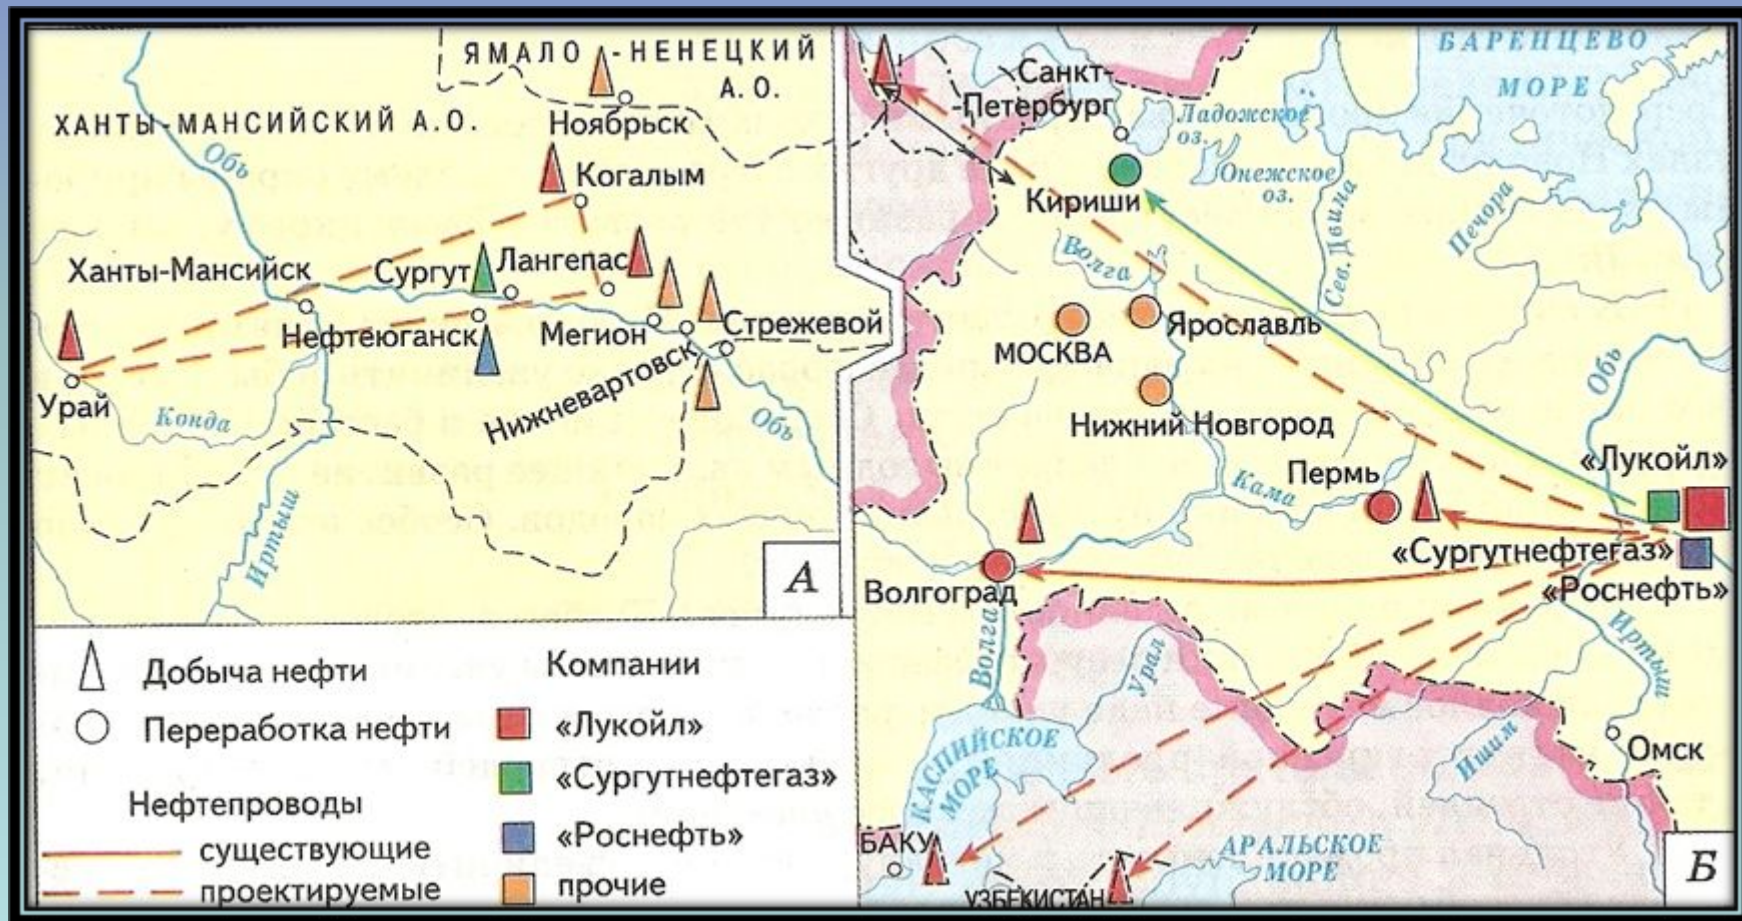 ЯМАЛО-НЕНЕЦКИЙ
А. О.
ХАНТЫ-МАНСИЙСКИЙ А.О.
Ноябрьск
Обь
Когалым
Ханты-Мансийск
Сургут
Лангепас
Нефтеюганск
Мегион
Стрежевой
Нижневартовск
Урай
Конда
Обь
Иртыш
А
Добыча нефти
Переработка нефти
Нефтепроводы
существующие
проектируемые
Компании
«Лукойл»
«Сургутнефтегаз»
«Роснефть»
прочие
БАРЕНЦЕВО
МОРЕ
Санкт-
-Петербург
Ладожское
оз.
Онежское
оз.
Кириши
Волга
Сев. Двина
Печора
Ярославль
МОСКВА
Обь
Нижний Новгород
«Лукойл»
Пермь
Кама
«Сургутнефтегаз»
Волгоград
«Роснефть»
Волга
Урал
Иртыш
КАСПИЙСКОЕ
МОРЕ
Ишим
Омск
БАКУ
АРАЛЬСКОЕ
МОРЕ
УЗБЕКИСТАН
Б